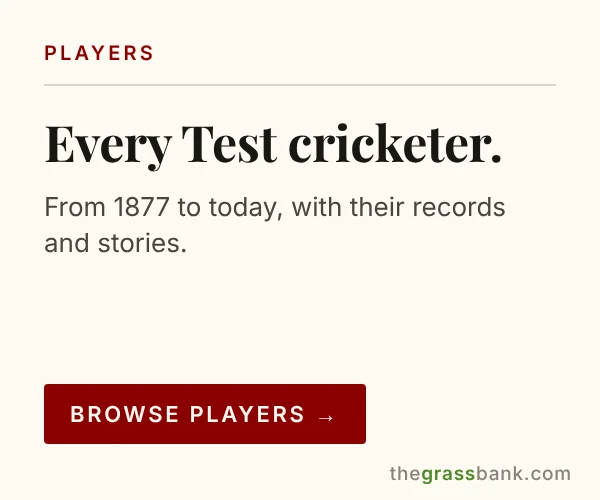 PLAYERS
Every Test cricketer.
From 1877 to today, with their records
and stories.
BROWSE PLAYERS →
thegrassbank.com